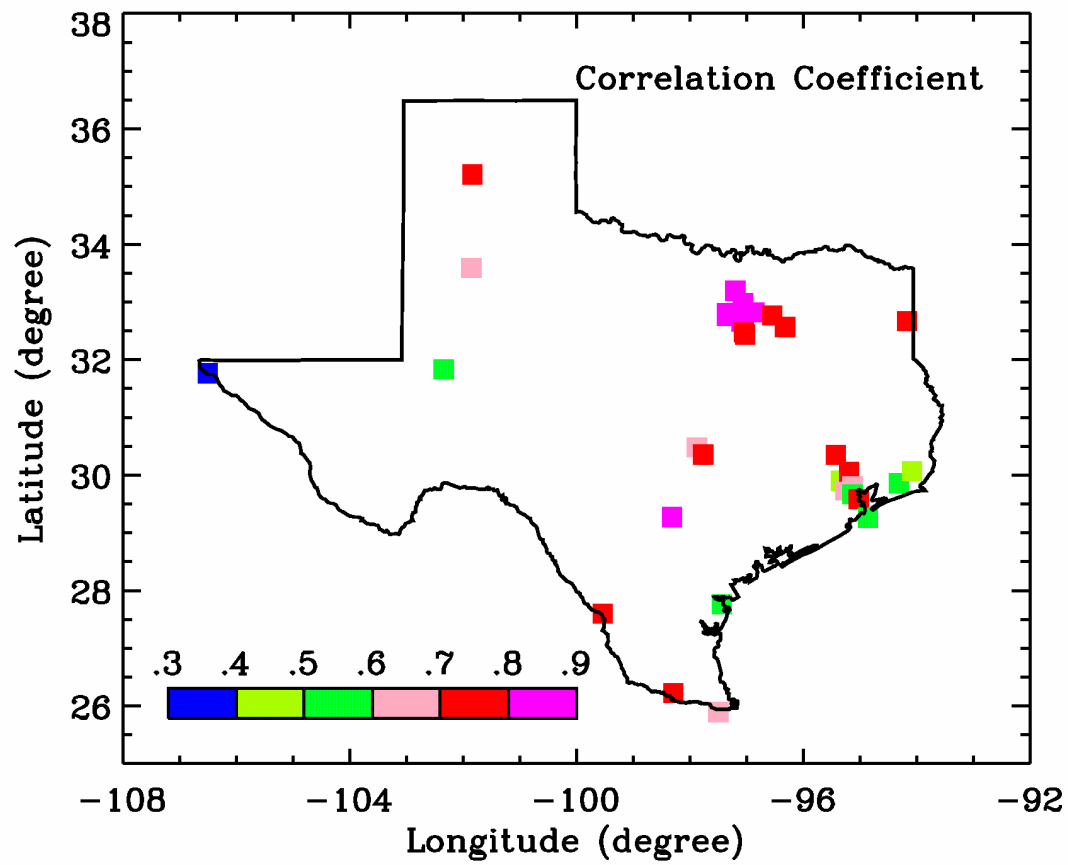 38
Correlation Coefficient
36
34
32
30
28
26
Latitude (degree)
.3 .4 .5 .6 .7 .8 .9
−108 −104 −100 −96 −92
Longitude (degree)